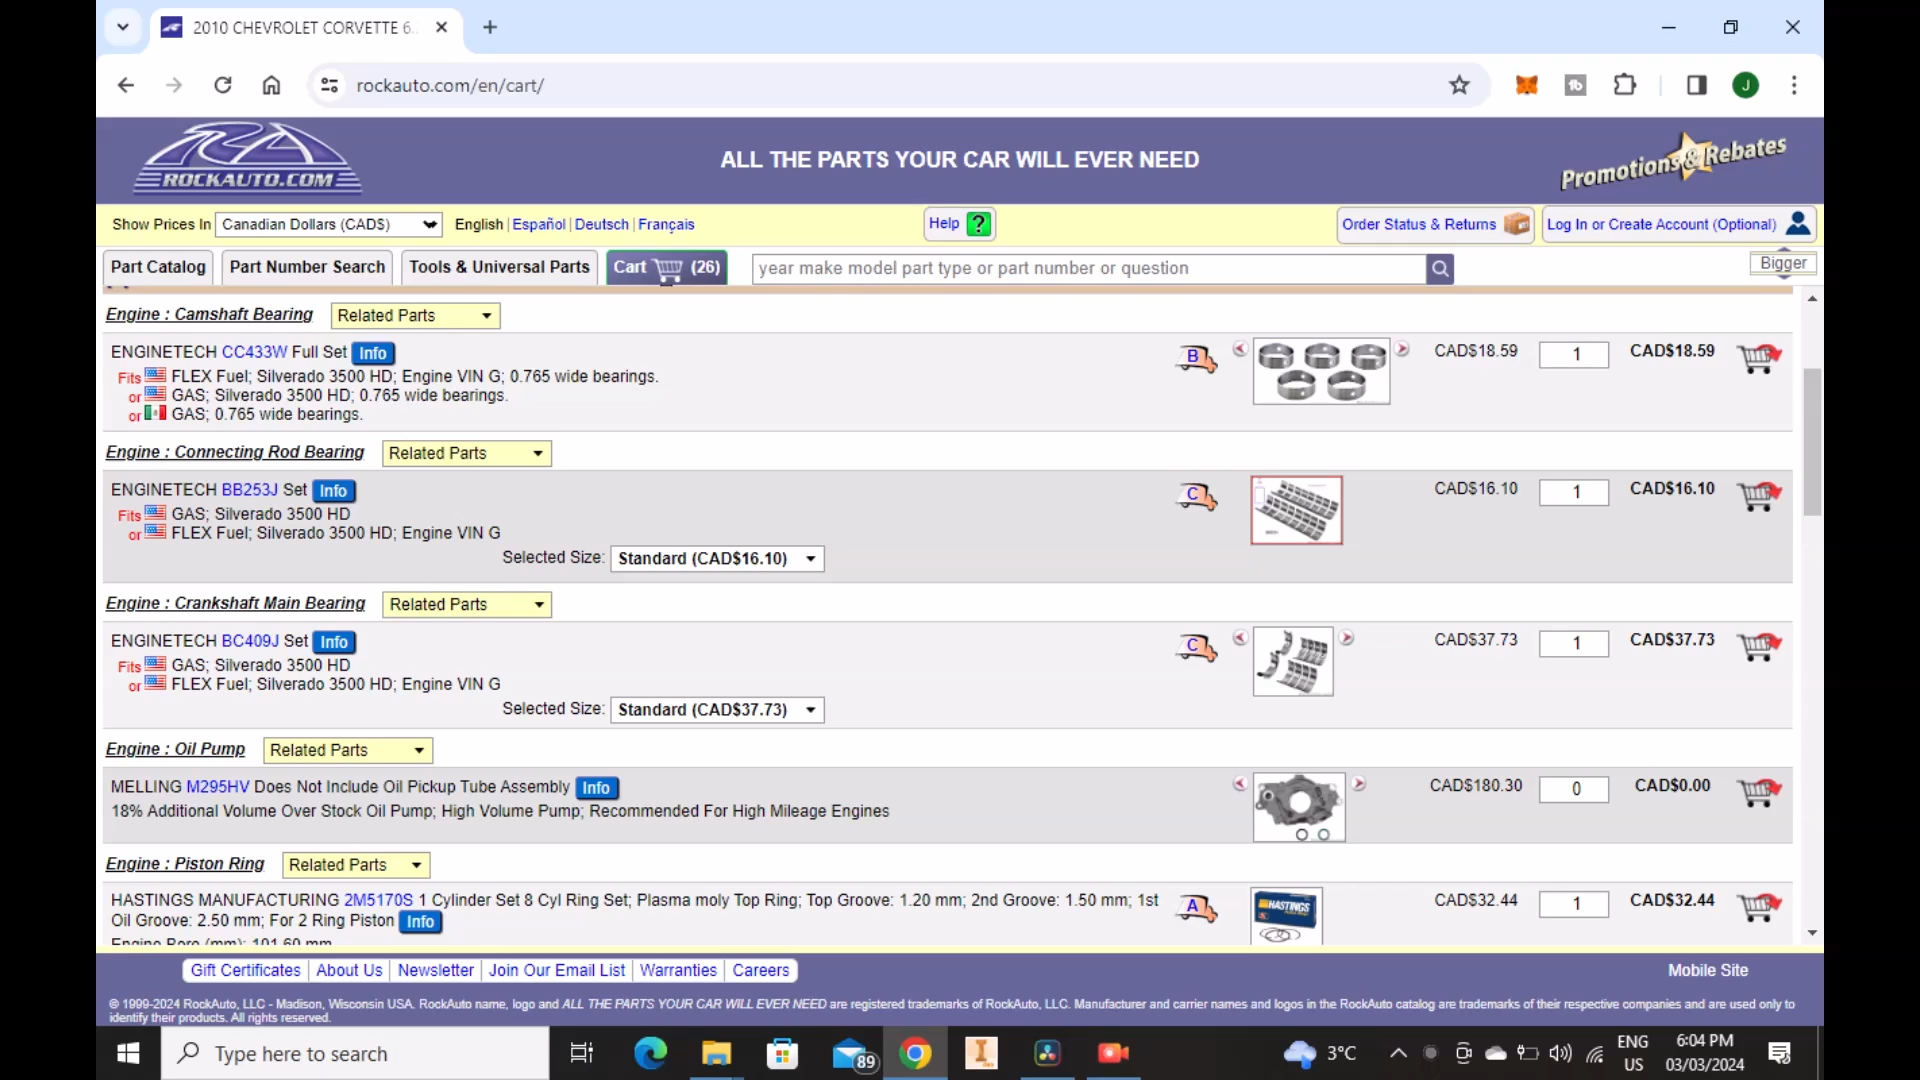 2010 CHEVROLET CORVETTE 6.
rockauto.com/en/cart/
J
ROCKAUTO.COM
ALL THE PARTS YOUR CAR WILL EVER NEED
Promotions & Rebates
Show Prices In Canadian Dollars (CAD$) English | Español | Deutsch | Français Help ? Order Status & Returns Log In or Create Account (Optional)
Part Catalog Part Number Search Tools & Universal Parts Cart (26) year make model part type or part number or question Bigger
Engine : Camshaft Bearing Related Parts
ENGINETECH CC433W Full Set Info B CAD$18.59 1 CAD$18.59
Fits FLEX Fuel; Silverado 3500 HD; Engine VIN G; 0.765 wide bearings.
or GAS; Silverado 3500 HD; 0.765 wide bearings.
or GAS; 0.765 wide bearings.
Engine : Connecting Rod Bearing Related Parts
ENGINETECH BB253J Set Info C CAD$16.10 1 CAD$16.10
Fits GAS; Silverado 3500 HD
or FLEX Fuel; Silverado 3500 HD; Engine VIN G
Selected Size: Standard (CAD$16.10)
Engine : Crankshaft Main Bearing Related Parts
ENGINETECH BC409J Set Info C CAD$37.73 1 CAD$37.73
Fits GAS; Silverado 3500 HD
or FLEX Fuel; Silverado 3500 HD; Engine VIN G
Selected Size: Standard (CAD$37.73)
Engine : Oil Pump Related Parts
MELLING M295HV Does Not Include Oil Pickup Tube Assembly Info CAD$180.30 0 CAD$0.00
18% Additional Volume Over Stock Oil Pump; High Volume Pump; Recommended For High Mileage Engines
Engine : Piston Ring Related Parts
HASTINGS MANUFACTURING 2M5170S 1 Cylinder Set 8 Cyl Ring Set; Plasma moly Top Ring; Top Groove: 1.20 mm; 2nd Groove: 1.50 mm; 1st A HASTINGS CAD$32.44 1 CAD$32.44
Oil Groove: 2.50 mm; For 2 Ring Piston Info
Engine Bore (mm): 101.60 mm
Gift Certificates | About Us | Newsletter | Join Our Email List | Warranties | Careers Mobile Site
© 1999-2024 RockAuto, LLC - Madison, Wisconsin USA. RockAuto name, logo and ALL THE PARTS YOUR CAR WILL EVER NEED are registered trademarks of RockAuto, LLC. Manufacturer and carrier names and logos in the RockAuto catalog are trademarks of their respective companies and are used only to
identify their products. All rights reserved.
Type here to search 89 3°C ENG 6:04 PM
US 03/03/2024